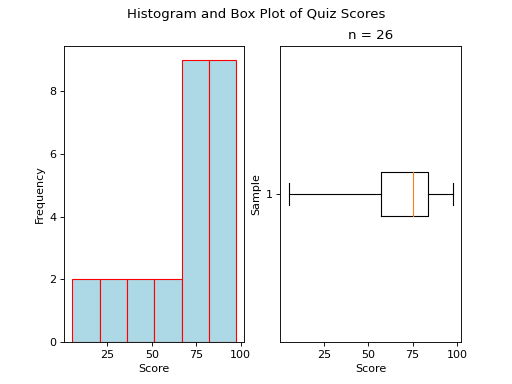 Histogram and Box Plot of Quiz Scores
n = 26
Frequency
8
6
4
2
0
25 50 75 100
Score
Sample
1
25 50 75 100
Score